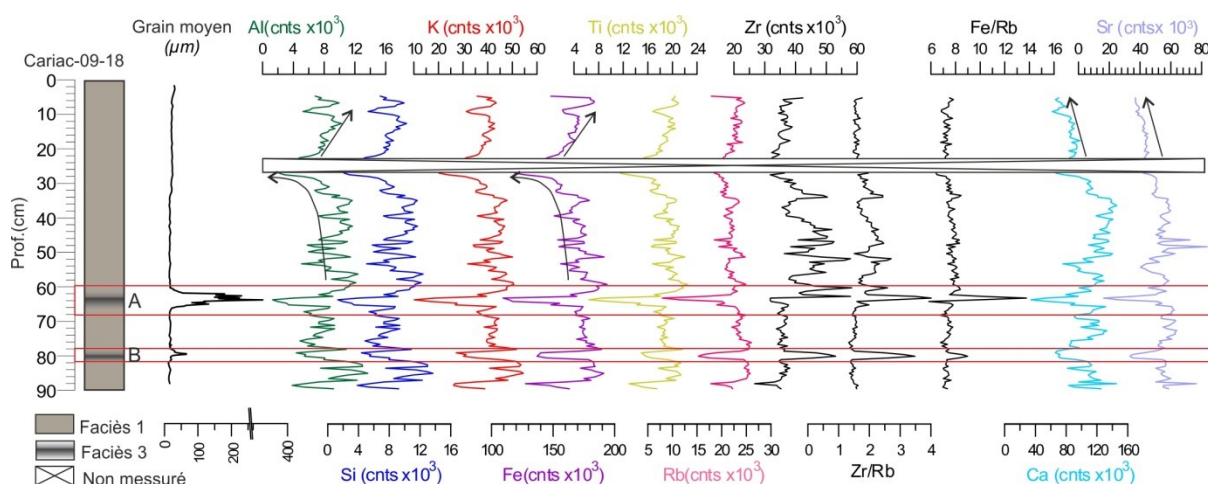 Grain moyen
(µm)
Al(cnts x10³)
K (cnts x10³)
Ti (cnts x10³)
Zr (cnts x10³)
Fe/Rb
Sr (cntsx 10³)
Cariac-09-18
0 4 8 12 16
10 20 30 40 50 60
4 8 12 16 20 24
20 30 40 50 60
6 7 8 10 12 14 16
0 20 40 60 80
Prof.(cm)
0
10
20
30
40
50
60
70
80
90
A
B
Faciès 1
Faciès 3
Non mesuré
0 100 200 400
0 4 8 12 16
Si (cnts x10³)
100 150 200
Fe(cnts x10³)
5 10 15 20 25 30
Rb(cnts x10³)
0 1 2 3 4
Zr/Rb
0 40 80 120 160
Ca (cnts x10³)